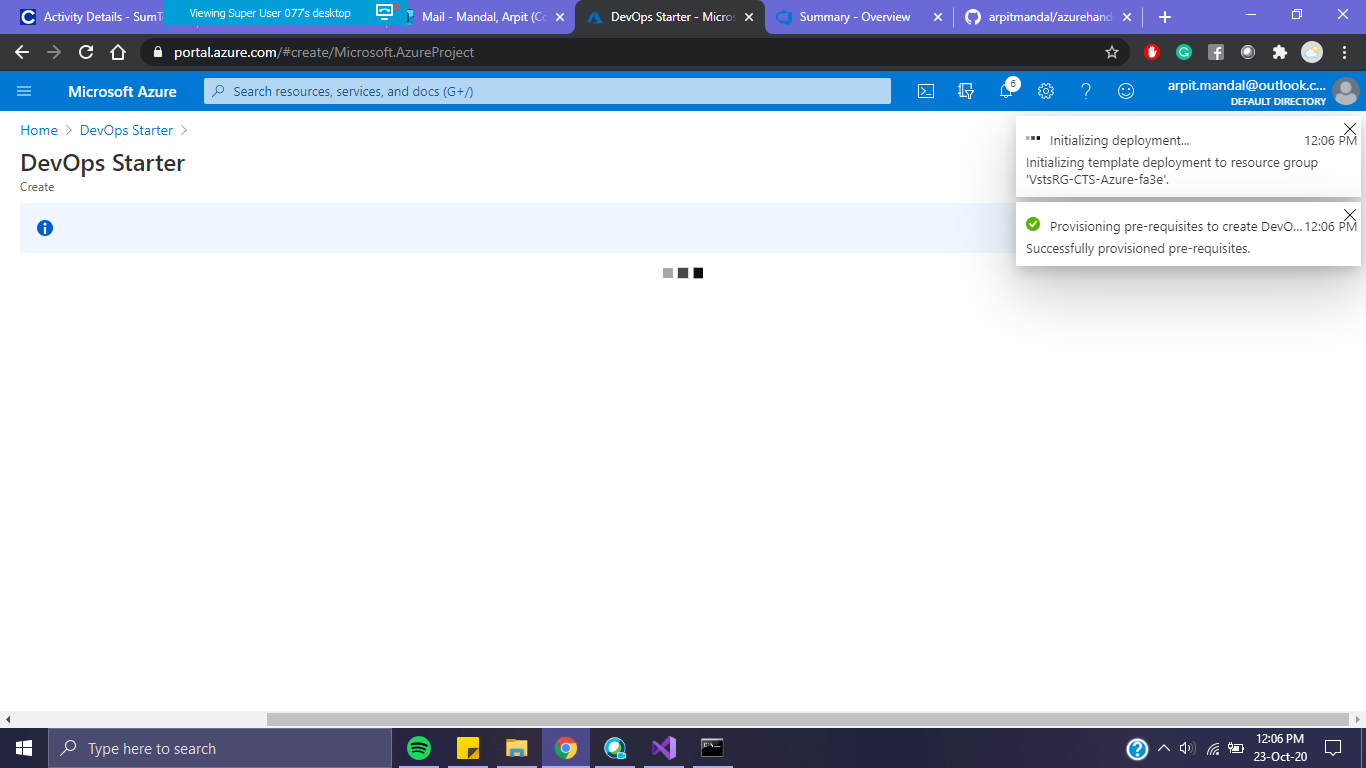 Activity Details - SumT
Viewing Super User 077's desktop
Mail - Mandal, Arpit (Co
DevOps Starter - Micros
Summary - Overview
arpitmandal/azurehand
portal.azure.com/#create/Microsoft.AzureProject
Microsoft Azure
Search resources, services, and docs (G+/)
6
arpit.mandal@outlook.c...
DEFAULT DIRECTORY
Home > DevOps Starter >
DevOps Starter
Create
Initializing deployment... 12:06 PM
Initializing template deployment to resource group
'VstsRG-CTS-Azure-fa3e'.
Provisioning pre-requisites to create DevO... 12:06 PM
Successfully provisioned pre-requisites.
Type here to search
12:06 PM
23-Oct-20